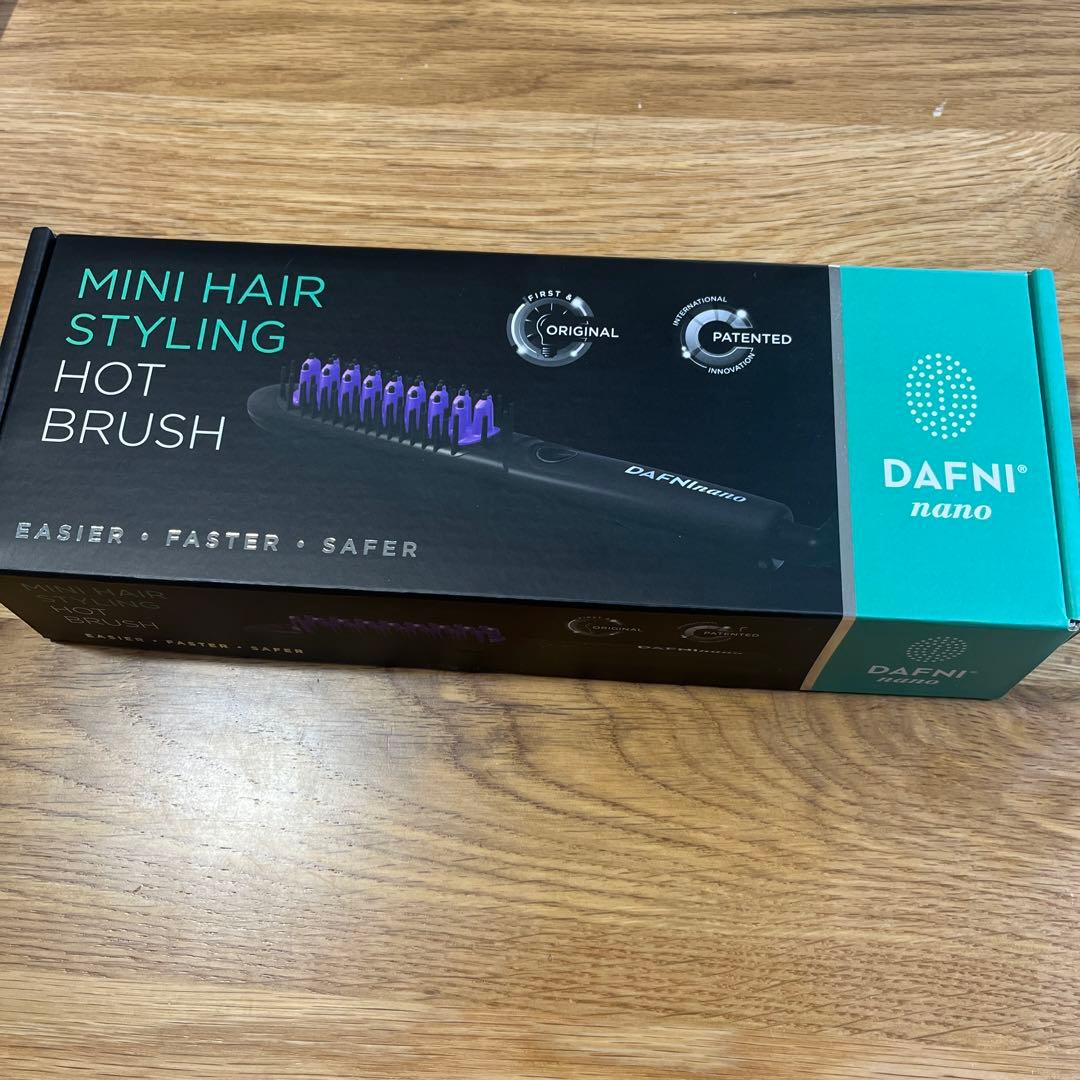 MINI HAIR
STYLING
HOT
BRUSH
FIRST &
ORIGINAL
INTERNATIONAL
PATENTED
INNOVATION
DAFNInano
EASIER • FASTER • SAFER
DAFNI®
nano
MINI HAIR
STYLING
HOT
BRUSH
EASIER • FASTER • SAFER
ORIGINAL
PATENTED
DAFNInano
DAFNI
nano